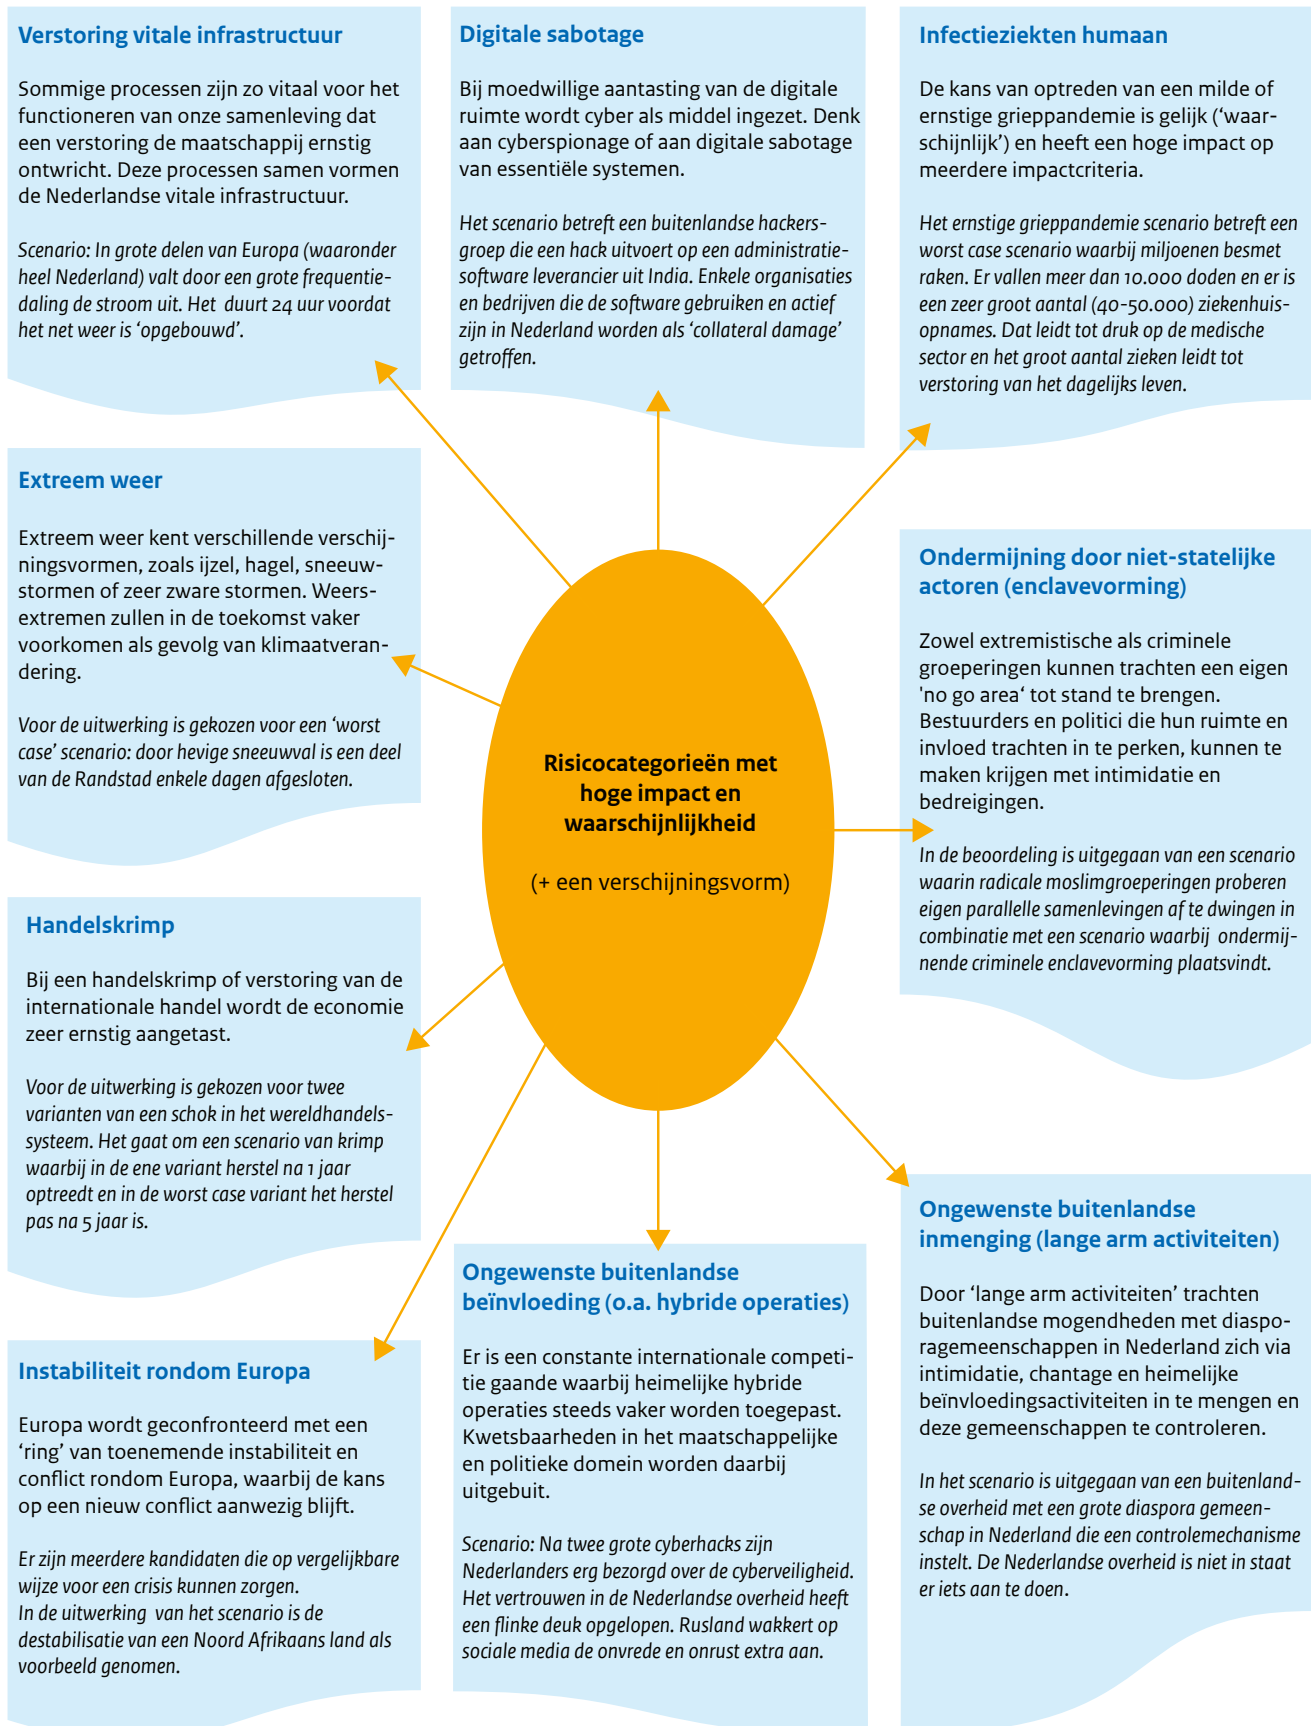 Verstoring vitale infrastructuur
Sommige processen zijn zo vitaal voor het
functioneren van onze samenleving dat
een verstoring de maatschappij ernstig
ontwricht. Deze processen samen vormen
de Nederlandse vitale infrastructuur.
Scenario: In grote delen van Europa (waaronder
heel Nederland) valt door een grote frequentie-
daling de stroom uit. Het  duurt 24 uur voordat
het net weer is ‘opgebouwd’.
Digitale sabotage
Bij moedwillige aantasting van de digitale
ruimte wordt cyber als middel ingezet. Denk
aan cyberspionage of aan digitale sabotage
van essentiële systemen.
Het scenario betreft een buitenlandse hackers-
groep die een hack uitvoert op een administratie-
software leverancier uit India. Enkele organisaties
en bedrijven die de software gebruiken en actief
zijn in Nederland worden als ‘collateral damage’
getroffen.
Infectieziekten humaan
De kans van optreden van een milde of
ernstige grieppandemie is gelijk (‘waar-
schijnlijk’) en heeft een hoge impact op
meerdere impactcriteria.
Het ernstige grieppandemie scenario betreft een
worst case scenario waarbij miljoenen besmet
raken. Er vallen meer dan 10.000 doden en er is
een zeer groot aantal (40-50.000) ziekenhuis-
opnames. Dat leidt tot druk op de medische
sector en het groot aantal zieken leidt tot
verstoring van het dagelijks leven.
Extreem weer
Extreem weer kent verschillende verschij-
ningsvormen, zoals ijzel, hagel, sneeuw-
stormen of zeer zware stormen. Weers-
extremen zullen in de toekomst vaker
voorkomen als gevolg van klimaatveran-
dering.
Voor de uitwerking is gekozen voor een ‘worst
case’ scenario: door hevige sneeuwval is een deel
van de Randstad enkele dagen afgesloten.
Ondermijning door niet-statelijke
actoren (enclavevorming)
Zowel extremistische als criminele
groeperingen kunnen trachten een eigen
'no go area‘ tot stand te brengen.
Bestuurders en politici die hun ruimte en
invloed trachten in te perken, kunnen te
maken krijgen met intimidatie en
bedreigingen.
In de beoordeling is uitgegaan van een scenario
waarin radicale moslimgroeperingen proberen
eigen parallelle samenlevingen af te dwingen in
combinatie met een scenario waarbij  ondermij-
nende criminele enclavevorming plaatsvindt.
Risicocategorieën met
hoge impact en
waarschijnlijkheid
(+ een verschijningsvorm)
Handelskrimp
Bij een handelskrimp of verstoring van de
internationale handel wordt de economie
zeer ernstig aangetast.
Voor de uitwerking is gekozen voor twee
varianten van een schok in het wereldhandels-
systeem. Het gaat om een scenario van krimp
waarbij in de ene variant herstel na 1 jaar
optreedt en in de worst case variant het herstel
pas na 5 jaar is.
Instabiliteit rondom Europa
Europa wordt geconfronteerd met een
‘ring’ van toenemende instabiliteit en
conflict rondom Europa, waarbij de kans
op een nieuw conflict aanwezig blijft.
Er zijn meerdere kandidaten die op vergelijkbare
wijze voor een crisis kunnen zorgen.
In de uitwerking  van het scenario is de
destabilisatie van een Noord Afrikaans land als
voorbeeld genomen.
Ongewenste buitenlandse
beïnvloeding (o.a. hybride operaties)
Er is een constante internationale competi-
tie gaande waarbij heimelijke hybride
operaties steeds vaker worden toegepast.
Kwetsbaarheden in het maatschappelijke
en politieke domein worden daarbij
uitgebuit.
Scenario: Na twee grote cyberhacks zijn
Nederlanders erg bezorgd over de cyberveiligheid.
Het vertrouwen in de Nederlandse overheid heeft
een flinke deuk opgelopen. Rusland wakkert op
sociale media de onvrede en onrust extra aan.
Ongewenste buitenlandse
inmenging (lange arm activiteiten)
Door ‘lange arm activiteiten’ trachten
buitenlandse mogendheden met diaspo-
ragemeenschappen in Nederland zich via
intimidatie, chantage en heimelijke
beïnvloedingsactiviteiten in te mengen en
deze gemeenschappen te controleren.
In het scenario is uitgegaan van een buitenland-
se overheid met een grote diaspora gemeen-
schap in Nederland die een controlemechanisme
instelt. De Nederlandse overheid is niet in staat
er iets aan te doen.